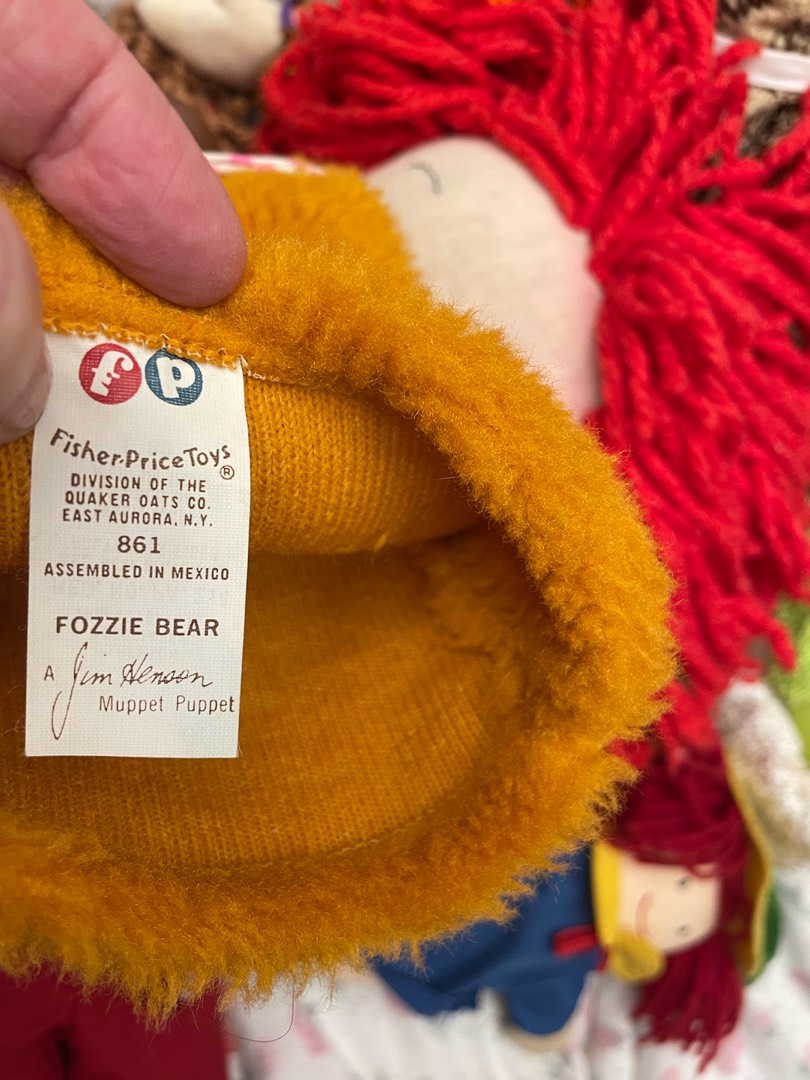 fp
Fisher-Price Toys®
DIVISION OF THE
QUAKER OATS CO.
EAST AURORA, N.Y.
861
ASSEMBLED IN MEXICO
FOZZIE BEAR
A Jim Henson
Muppet Puppet